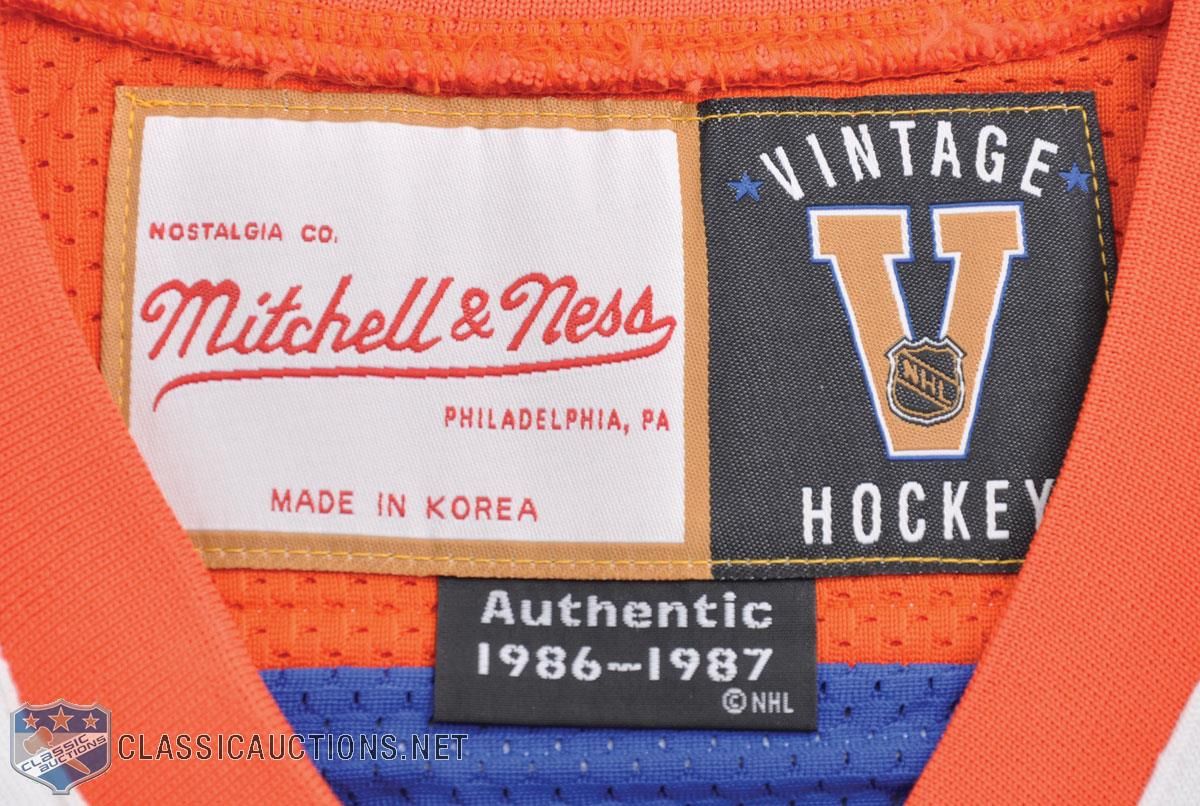 NOSTALGIA CO.
Mitchell & Ness
PHILADELPHIA, PA
MADE IN KOREA
VINTAGE
V
NHL
HOCKEY
Authentic
1986-1987
© NHL
CLASSIC
AUCTIONS
CLASSICAUCTIONS.NET